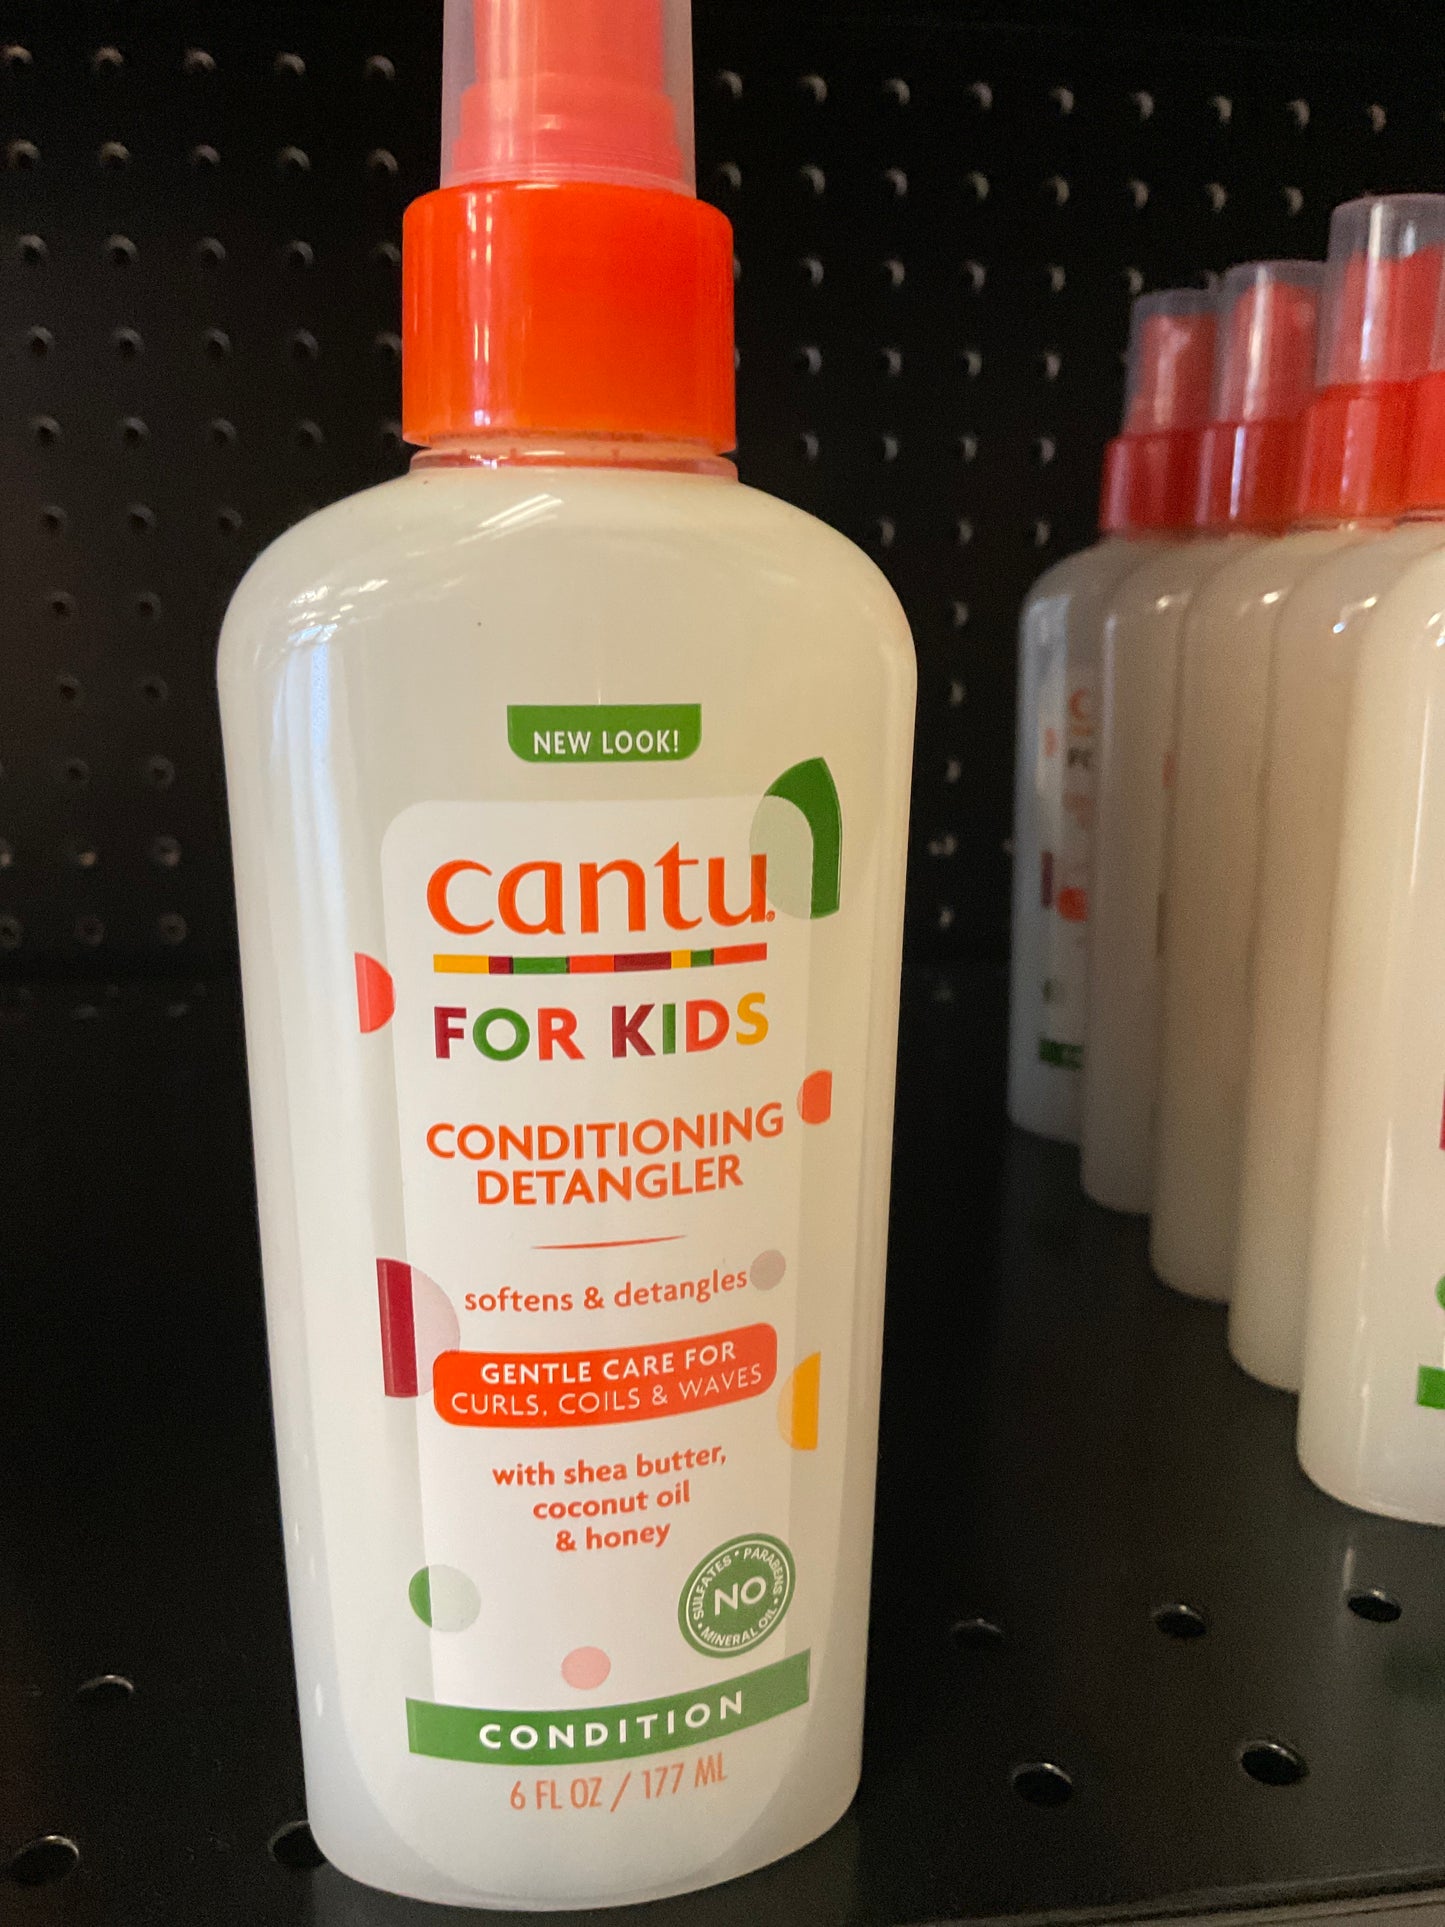 NEW LOOK!
cantu®
FOR KIDS
CONDITIONING
DETANGLER
softens & detangles
GENTLE CARE FOR
CURLS, COILS & WAVES
with shea butter,
coconut oil
& honey
SULFATES • PARABENS • MINERAL OIL •
NO
CONDITION
6 FL OZ / 177 ML